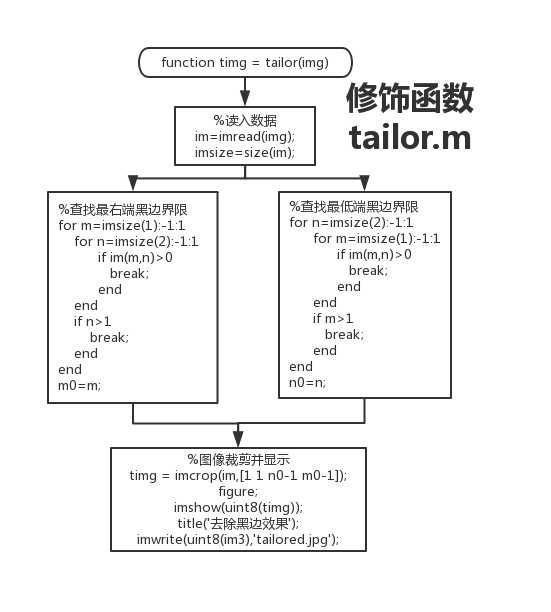 function timg = tailor(img)
修饰函数
tailor.m
%读入数据
im=imread(img);
imsize=size(im);
%查找最右端黑边界限
for m=imsize(1):-1:1
for n=imsize(2):-1:1
if im(m,n)>0
break;
end
end
if n>1
break;
end
end
m0=m;
%查找最低端黑边界限
for n=imsize(2):-1:1
for m=imsize(1):-1:1
if im(m,n)>0
break;
end
end
if m>1
break;
end
end
n0=n;
%图像裁剪并显示
timg = imcrop(im,[1 1 n0-1 m0-1]);
figure;
imshow(uint8(timg));
title('去除黑边效果');
imwrite(uint8(im3),'tailored.jpg');